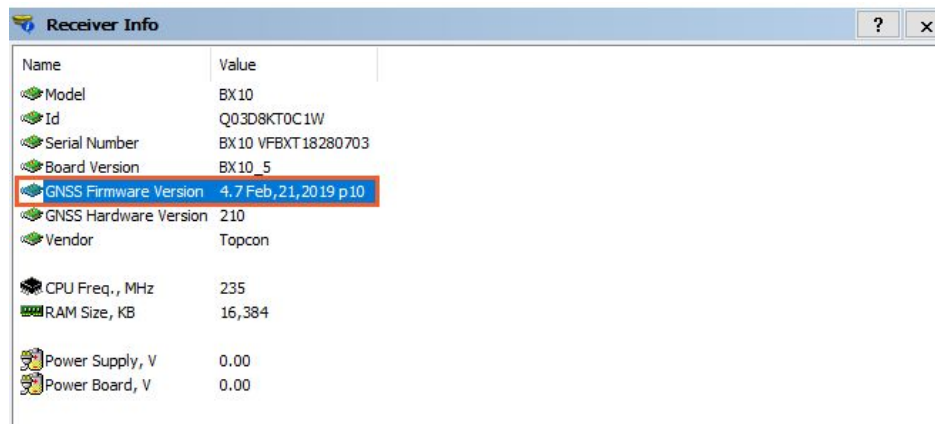 Receiver Info ? ×
Name Value
Model BX10
Id Q03D8KT0C1W
Serial Number BX10 VFBXT18280703
Board Version BX10_5
GNSS Firmware Version 4.7 Feb,21,2019 p10
GNSS Hardware Version 210
Vendor Topcon
CPU Freq., MHz 235
RAM Size, KB 16,384
Power Supply, V 0.00
Power Board, V 0.00